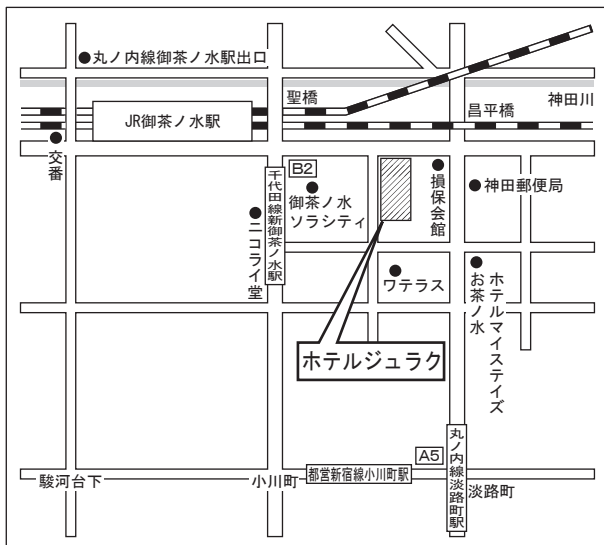 丸ノ内線御茶ノ水駅出口
聖橋
神田川
昌平橋
JR御茶ノ水駅
交番
B2
千代田線新御茶ノ水駅
ニコライ堂
御茶ノ水
ソラシティ
損保会館
神田郵便局
ワテラス
ホテルマイステイズ
お茶ノ水
ホテルジュラク
A5
丸ノ内線淡路町駅
都営新宿線小川町駅
駿河台下
小川町
淡路町